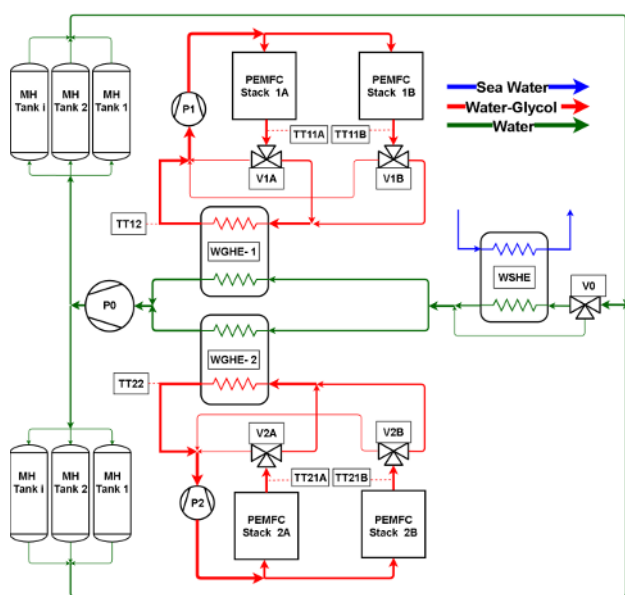 MH
Tank i
MH
Tank 2
MH
Tank 1
P1
PEMFC
Stack 1A
PEMFC
Stack 1B
Sea Water
Water-Glycol
Water
TT11A
TT11B
V1A
V1B
TT12
WGHE- 1
WSHE
V0
P0
WGHE- 2
TT22
V2A
V2B
TT21A
TT21B
MH
Tank i
MH
Tank 2
MH
Tank 1
P2
PEMFC
Stack 2A
PEMFC
Stack 2B